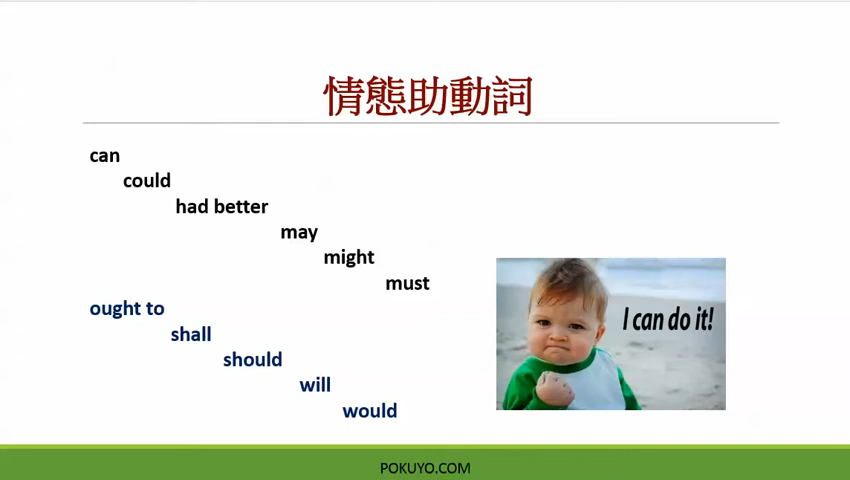 情態助動詞
can
could
had better
may
might
must
ought to
shall
should
will
would
I can do it!
POKUYO.COM